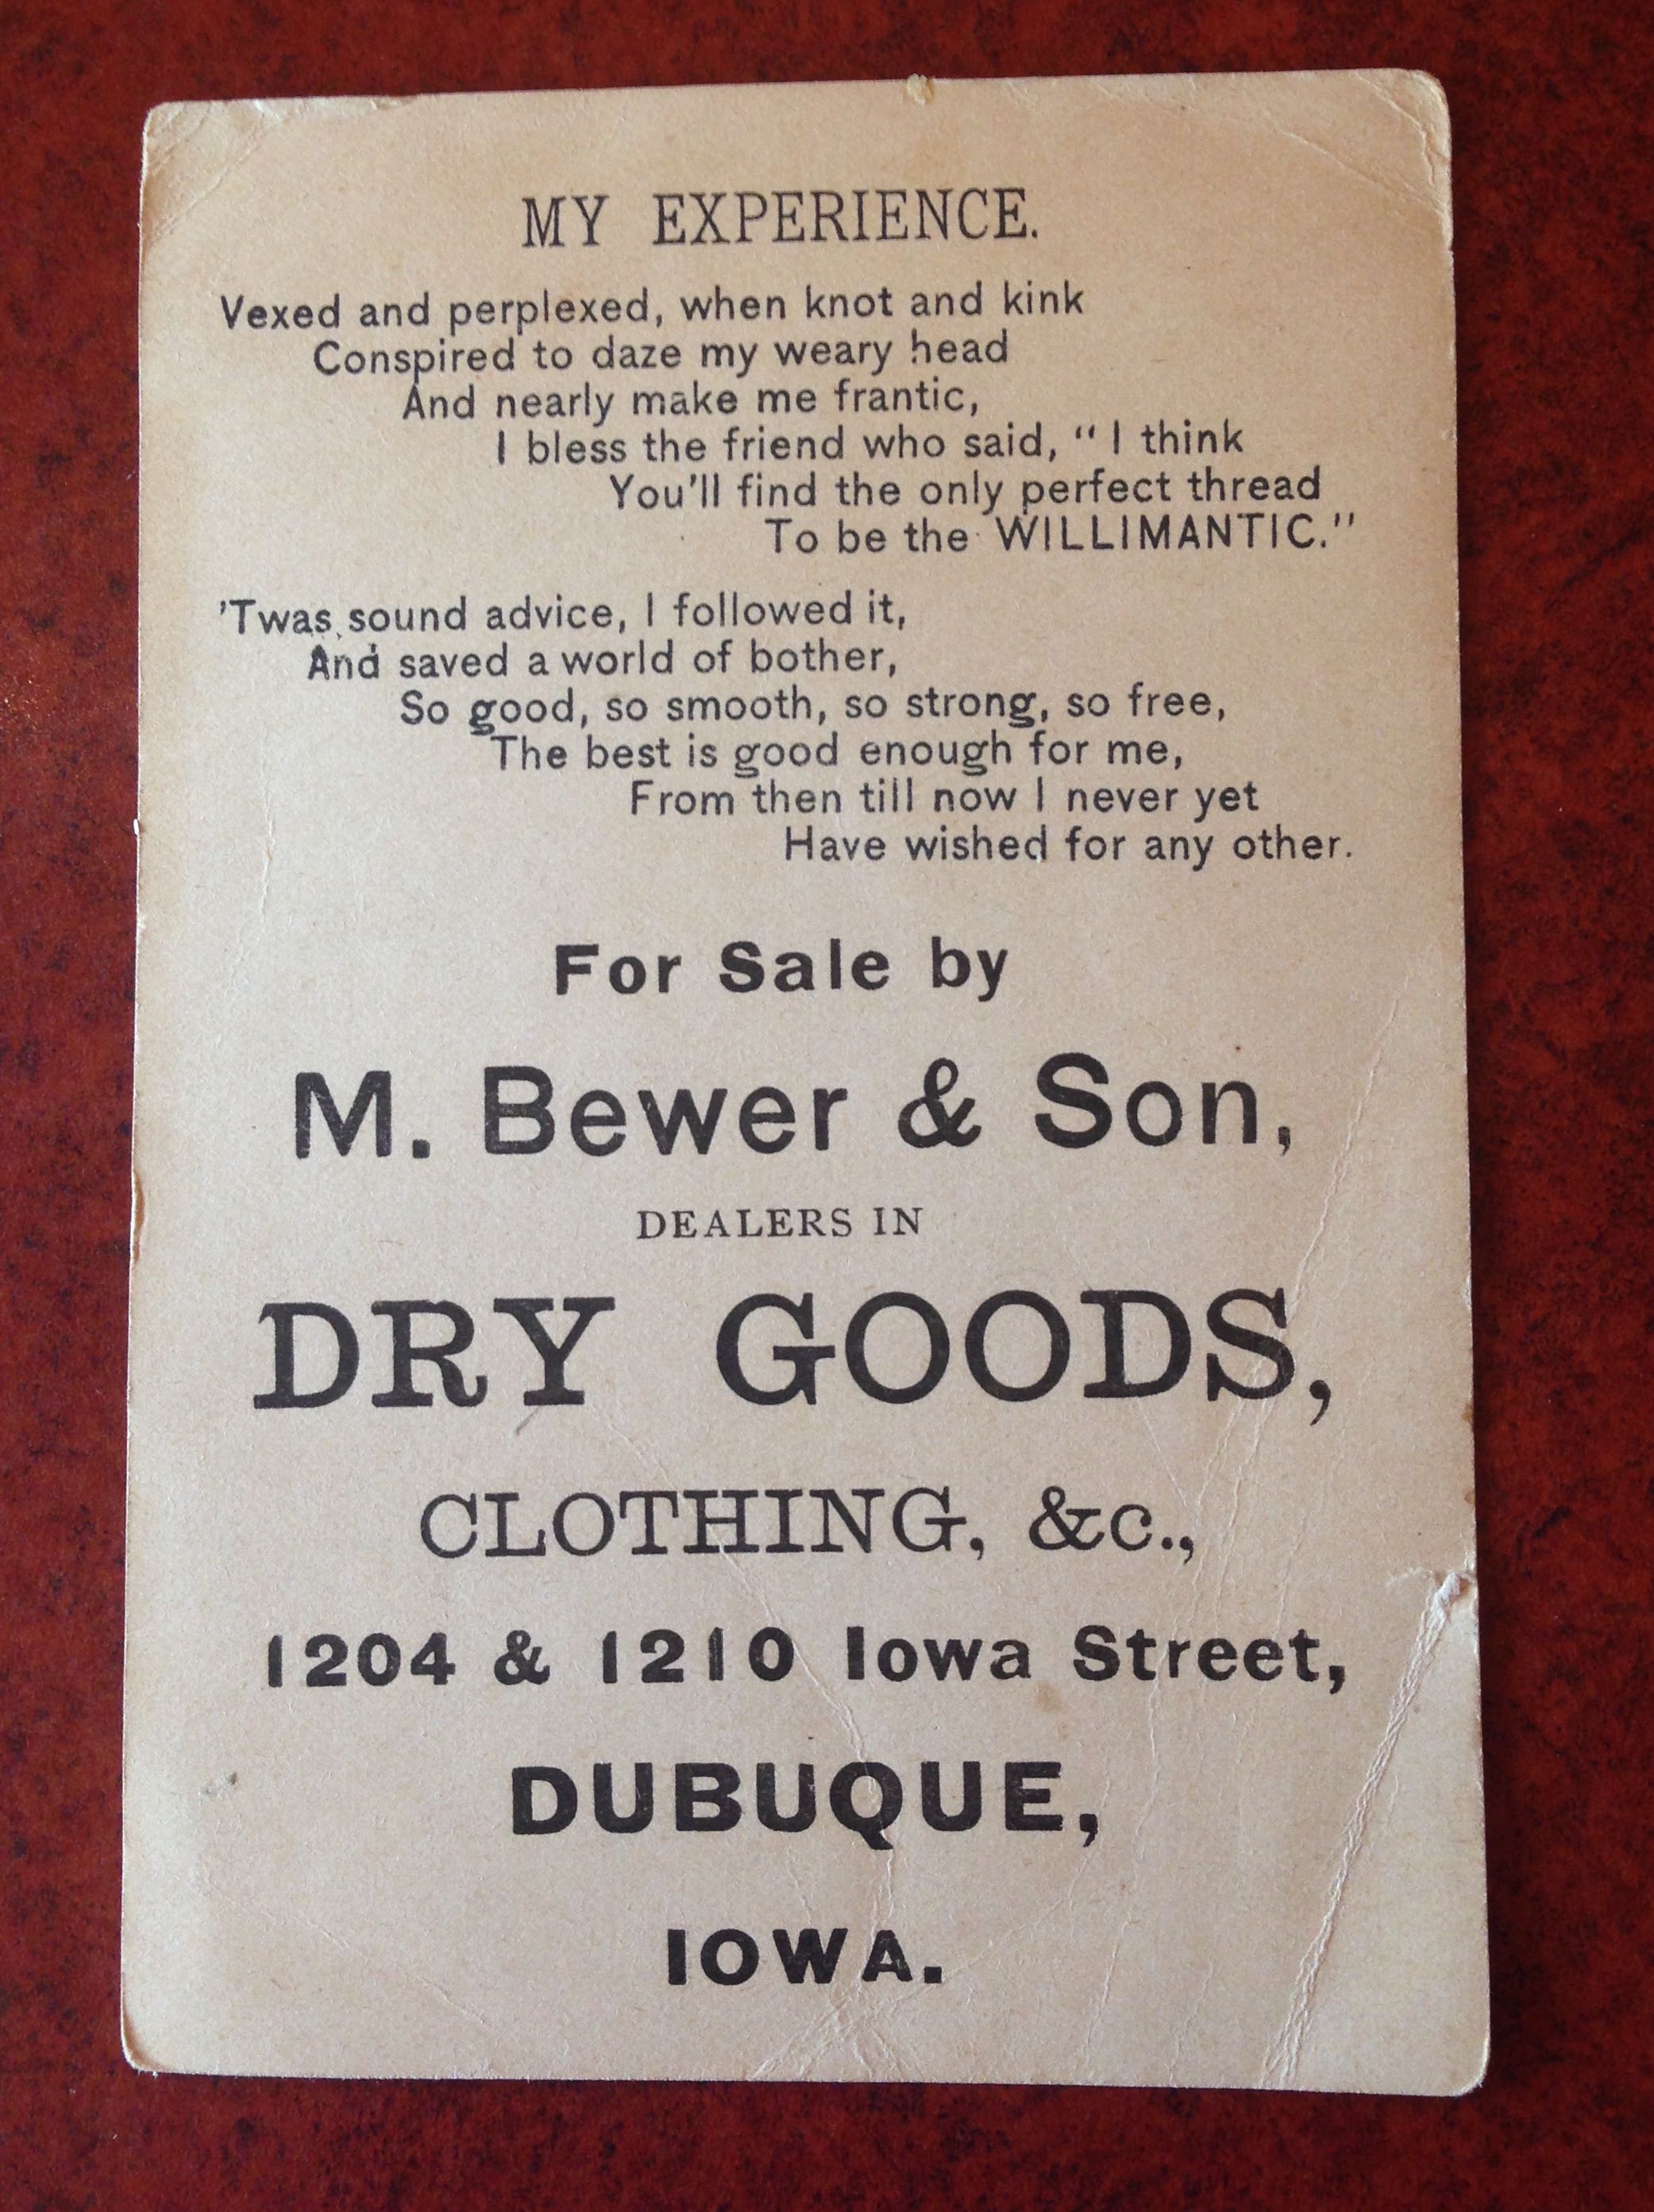 MY EXPERIENCE.
Vexed and perplexed, when knot and kink
Conspired to daze my weary head
And nearly make me frantic,
I bless the friend who said, “ I think
You'll find the only perfect thread
To be the WILLIMANTIC."
'Twas sound advice, I followed it,
And saved a world of bother,
So good, so smooth, so strong, so free,
The best is good enough for me,
From then till now I never yet
Have wished for any other.
For Sale by
M. Bewer & Son,
DEALERS IN
DRY GOODS,
CLOTHING, &c.,
1204 & 1210 Iowa Street,
DUBUQUE,
IOWA.